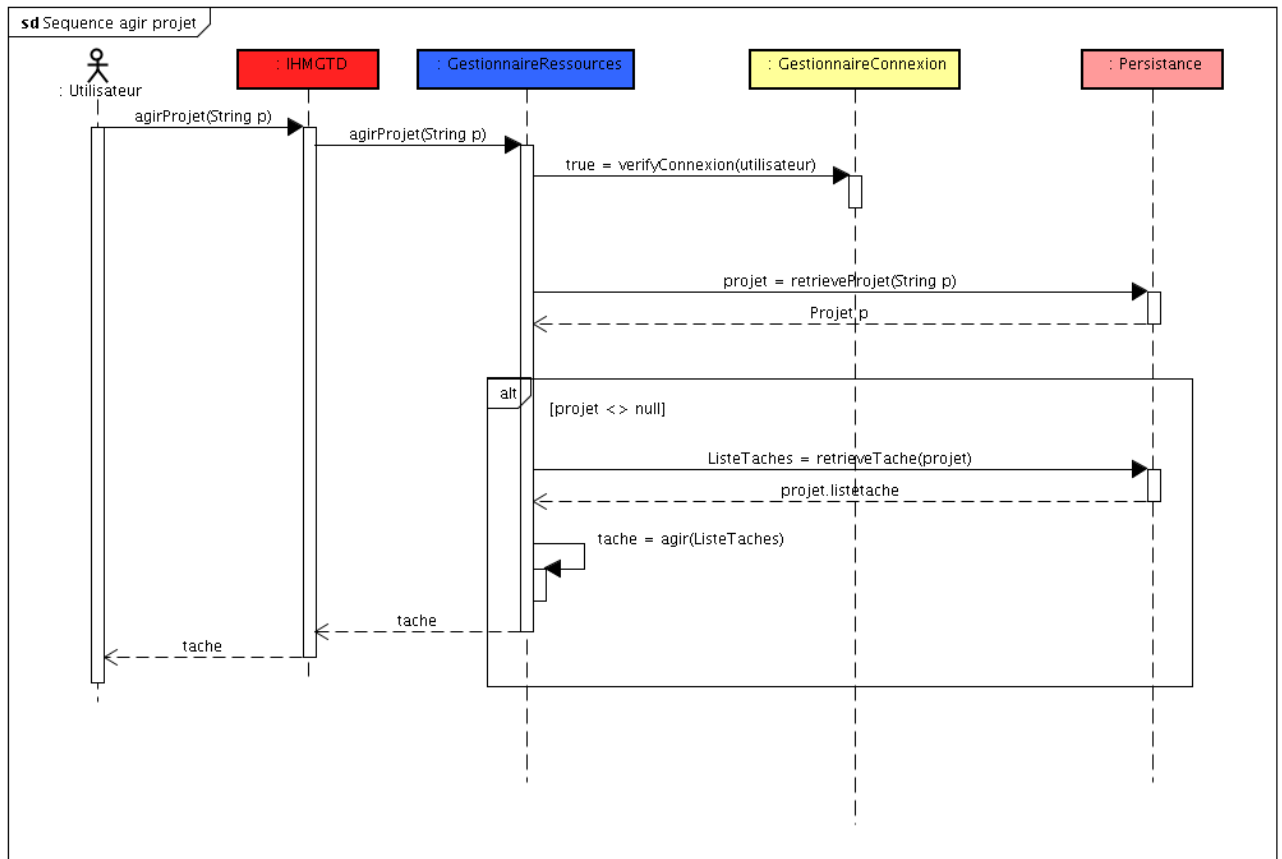 sd Sequence agir projet
: Utilisateur
: IHMGTD
: GestionnaireRessources
: GestionnaireConnexion
: Persistance
agirProjet(String p)
agirProjet(String p)
true = verifyConnexion(utilisateur)
projet = retrieveProjet(String p)
Projet p
alt
[projet <> null]
ListeTaches = retrieveTache(projet)
projet.listetache
tache = agir(ListeTaches)
tache
tache